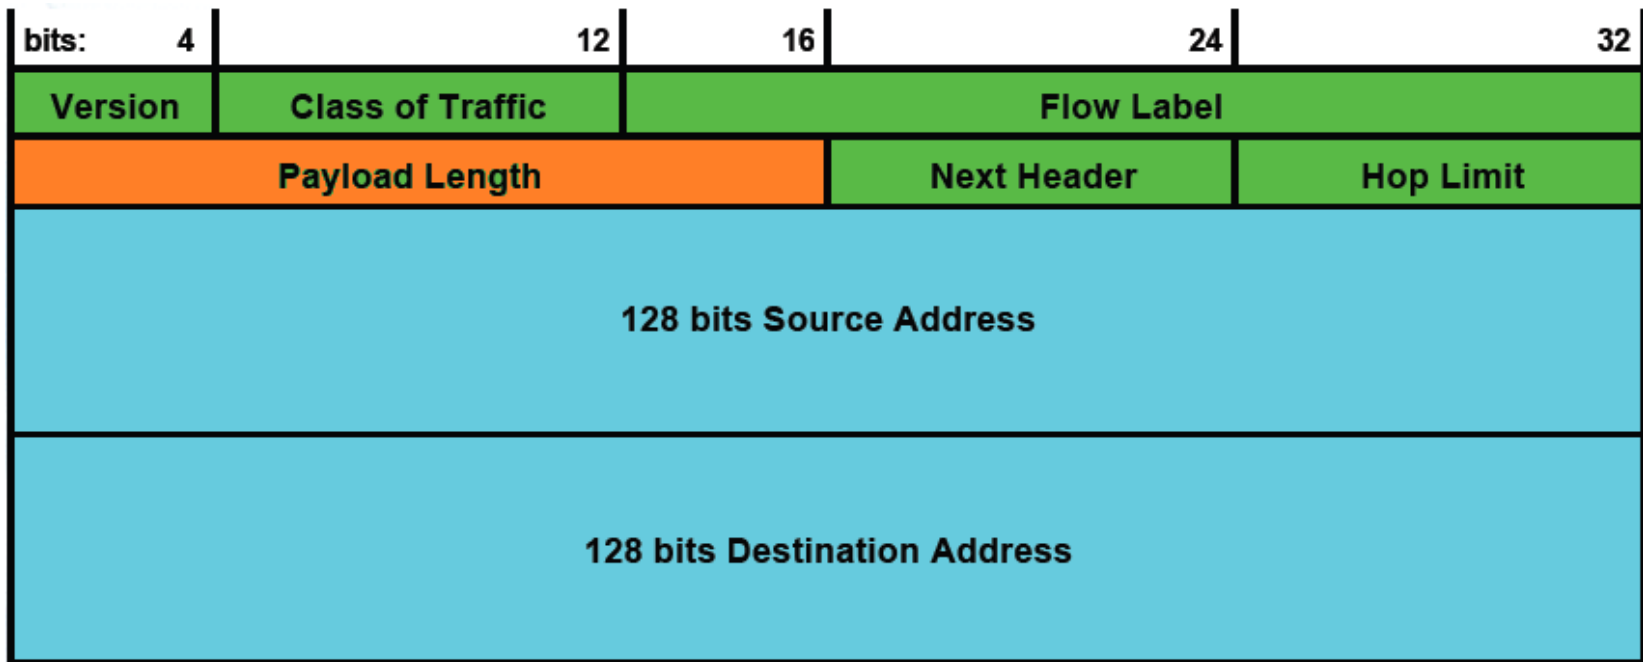 bits: 4 12 16 24 32
Version Class of Traffic Flow Label
Payload Length Next Header Hop Limit
128 bits Source Address
128 bits Destination Address